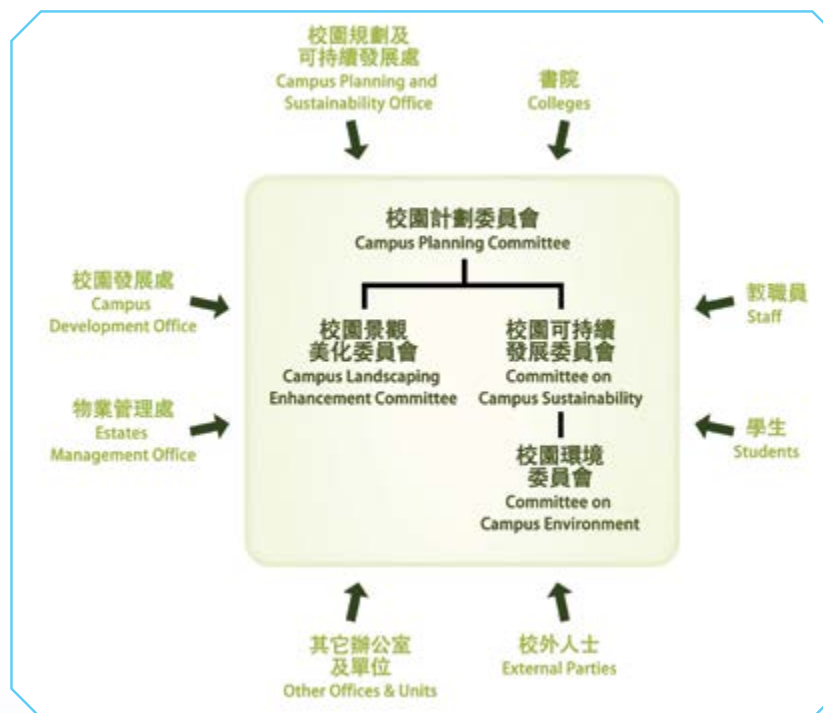 校園規劃及
可持續發展處
Campus Planning and
Sustainability Office
書院
Colleges
校園計劃委員會
Campus Planning Committee
校園發展處
Campus
Development Office
教職員
Staff
校園景觀
美化委員會
Campus Landscaping
Enhancement Committee
校園可持續
發展委員會
Committee on
Campus Sustainability
物業管理處
Estates
Management Office
學生
Students
校園環境
委員會
Committee on
Campus Environment
其它辦公室
及單位
Other Offices & Units
校外人士
External Parties